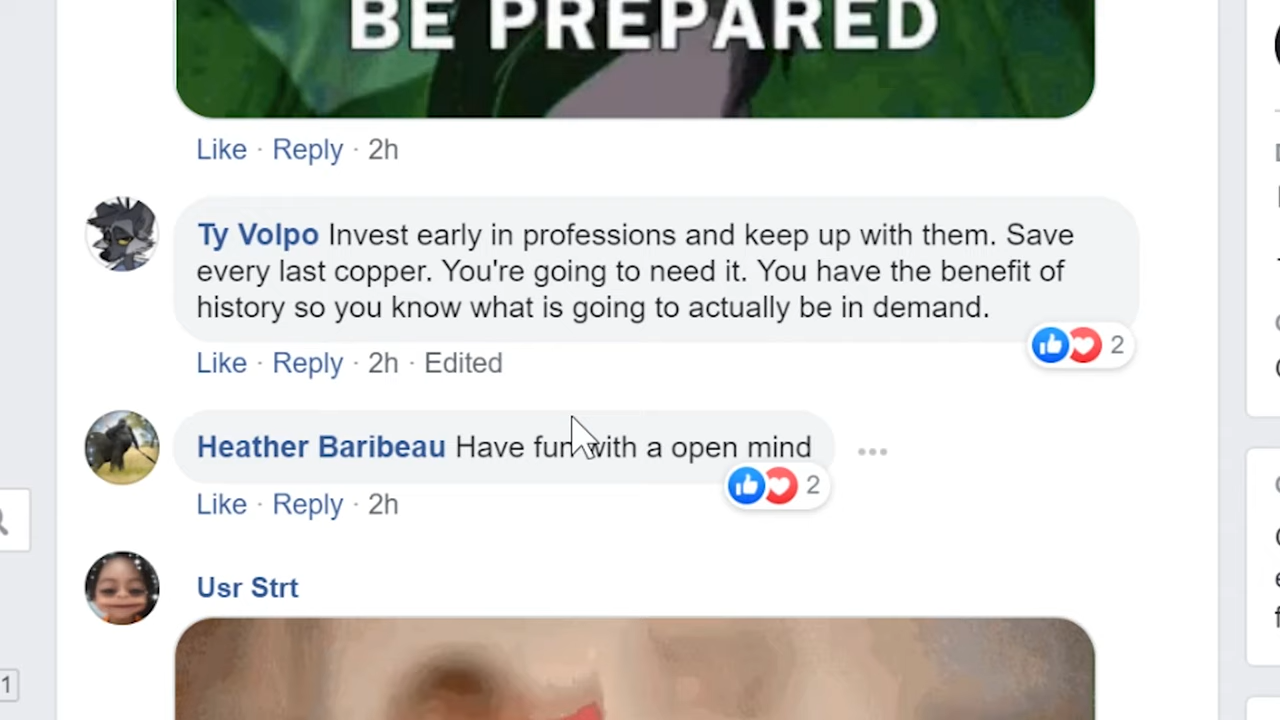 BE PREPARED
Like · Reply · 2h
Ty Volpo Invest early in professions and keep up with them. Save
every last copper. You're going to need it. You have the benefit of
history so you know what is going to actually be in demand.
2
Like · Reply · 2h · Edited
Heather Baribeau Have fun with a open mind
2
Like · Reply · 2h
Usr Strt
1